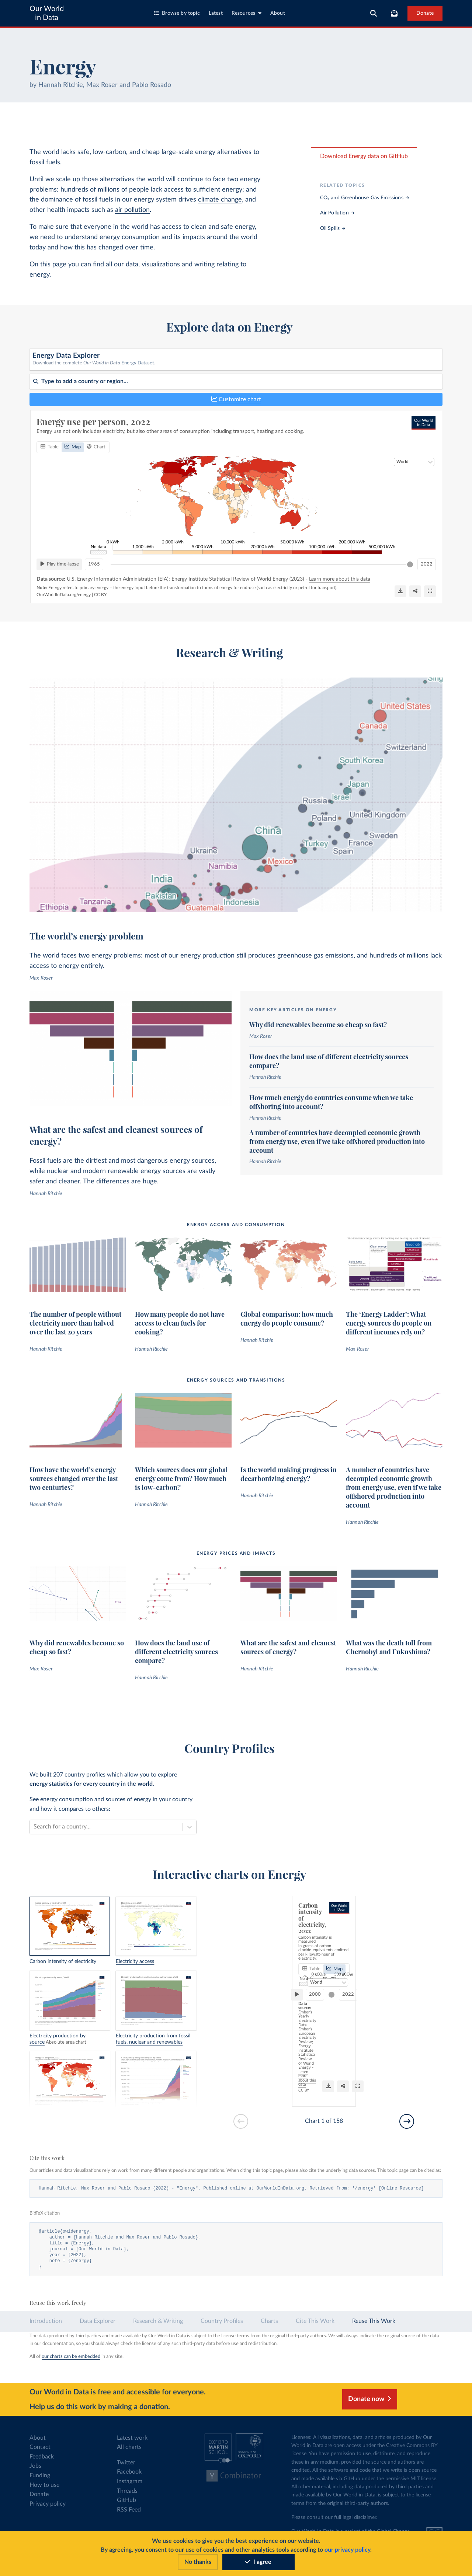 Our World
in Data
Browse by topic
Latest
Resources
About
Donate
Energy
by Hannah Ritchie, Max Roser and Pablo Rosado
The world lacks safe, low-carbon, and cheap large-scale energy alternatives to
fossil fuels.
Until we scale up those alternatives the world will continue to face two energy
problems: hundreds of millions of people lack access to sufficient energy; and
the dominance of fossil fuels in our energy system drives climate change, and
other health impacts such as air pollution.
To make sure that everyone in the world has access to clean and safe energy,
we need to understand energy consumption and its impacts around the world
today and how this has changed over time.
On this page you can find all our data, visualizations and writing relating to
energy.
Download Energy data on GitHub
RELATED TOPICS
CO₂ and Greenhouse Gas Emissions →
Air Pollution →
Oil Spills →
Explore data on Energy
Energy Data Explorer
Download the complete Our World in Data Energy Dataset.
Type to add a country or region...
Customize chart
Energy use per person, 2022
Energy use not only includes electricity, but also other areas of consumption including transport, heating and cooking.
Our World
in Data
Table
Map
Chart
World
No data
0 kWh
1,000 kWh
2,000 kWh
5,000 kWh
10,000 kWh
20,000 kWh
50,000 kWh
100,000 kWh
200,000 kWh
500,000 kWh
Play time-lapse
1965
2022
Data source: U.S. Energy Information Administration (EIA); Energy Institute Statistical Review of World Energy (2023) - Learn more about this data
Note: Energy refers to primary energy – the energy input before the transformation to forms of energy for end-use (such as electricity or petrol for transport).
OurWorldInData.org/energy | CC BY
Research & Writing
United States
Canada
Switzerland
South Korea
Japan
Russia
Poland
United Kingdom
China
Sweden
Turkey
France
Spain
Ukraine
Mexico
Namibia
India
Pakistan
Indonesia
Tanzania
Ethiopia
Guatemala
The world's energy problem
The world faces two energy problems: most of our energy production still produces greenhouse gas emissions, and hundreds of millions lack
access to energy entirely.
Max Roser
What are the safest and cleanest sources of
energy?
Fossil fuels are the dirtiest and most dangerous energy sources,
while nuclear and modern renewable energy sources are vastly
safer and cleaner. The differences are huge.
Hannah Ritchie
MORE KEY ARTICLES ON ENERGY
Why did renewables become so cheap so fast?
Max Roser
How does the land use of different electricity sources
compare?
Hannah Ritchie
How much energy do countries consume when we take
offshoring into account?
Hannah Ritchie
A number of countries have decoupled economic growth
from energy use, even if we take offshored production into
account
Hannah Ritchie
ENERGY ACCESS AND CONSUMPTION
The number of people without
electricity more than halved
over the last 20 years
Hannah Ritchie
How many people do not have
access to clean fuels for
cooking?
Hannah Ritchie
Global comparison: how much
energy do people consume?
Hannah Ritchie
The 'Energy Ladder': What
energy sources do people on
different incomes rely on?
Max Roser
ENERGY SOURCES AND TRANSITIONS
How have the world's energy
sources changed over the last
two centuries?
Hannah Ritchie
Which sources does our global
energy come from? How much
is low-carbon?
Hannah Ritchie
Is the world making progress in
decarbonizing energy?
Hannah Ritchie
A number of countries have
decoupled economic growth
from energy use, even if we take
offshored production into
account
Hannah Ritchie
ENERGY PRICES AND IMPACTS
Why did renewables become so
cheap so fast?
Max Roser
How does the land use of
different electricity sources
compare?
Hannah Ritchie
What are the safest and cleanest
sources of energy?
Hannah Ritchie
What was the death toll from
Chernobyl and Fukushima?
Hannah Ritchie
Country Profiles
We built 207 country profiles which allow you to explore
energy statistics for every country in the world.
See energy consumption and sources of energy in your country
and how it compares to others:
Search for a country...
Interactive charts on Energy
Carbon intensity of electricity
Electricity access
Electricity production by
source Absolute area chart
Electricity production from fossil
fuels, nuclear and renewables
Carbon
intensity
of
electricity,
2022
Our World
in Data
Carbon intensity is
measured
in grams of carbon
dioxide-equivalents emitted
per kilowatt-hour of
electricity.
Table
Map
World
2000
2022
Data
source:
Ember's
Yearly
Electricity
Data;
Ember's
European
Electricity
Review;
Energy
Institute
Statistical
Review
of World
Energy -
Learn
more
about this
data
CC BY
Chart 1 of 158
Cite this work
Our articles and data visualizations rely on work from many different people and organizations. When citing this topic page, please also cite the underlying data sources. This topic page can be cited as:
Hannah Ritchie, Max Roser and Pablo Rosado (2022) - "Energy". Published online at OurWorldInData.org. Retrieved from: '/energy' [Online Resource]
BibTeX citation
@article{owidenergy,
author = {Hannah Ritchie and Max Roser and Pablo Rosado},
title = {Energy},
journal = {Our World in Data},
year = {2022},
note = {/energy}
}
Reuse this work freely
Introduction
Data Explorer
Research & Writing
Country Profiles
Charts
Cite This Work
Reuse This Work
The data produced by third parties and made available by Our World in Data is subject to the license terms from the original third-party authors. We will always indicate the original source of the data
in our documentation, so you should always check the license of any such third-party data before use and redistribution.
All of our charts can be embedded in any site.
Our World in Data is free and accessible for everyone.
Help us do this work by making a donation.
Donate now
About
Contact
Feedback
Jobs
Funding
How to use
Donate
Privacy policy
Latest work
All charts
Twitter
Facebook
Instagram
Threads
GitHub
RSS Feed
OXFORD
MARTIN
SCHOOL
UNIVERSITY OF
OXFORD
Y Combinator
Licenses: All visualizations, data, and articles produced by Our
World in Data are open access under the Creative Commons BY
license. You have permission to use, distribute, and reproduce
these in any medium, provided the source and authors are
credited. All the software and code that we write is open source
and made available via GitHub under the permissive MIT license.
All other material, including data produced by third parties and
made available by Our World in Data, is subject to the license
terms from the original third-party authors.
Please consult our full legal disclaimer.
We use cookies to give you the best experience on our website.
By agreeing, you consent to our use of cookies and other analytics tools according to our privacy policy.
No thanks
I agree